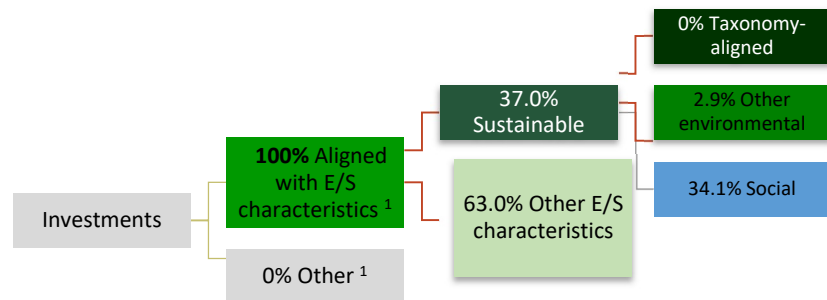 Investments
100% Aligned
with E/S
characteristics ¹
0% Other ¹
37.0%
Sustainable
63.0% Other E/S
characteristics
0% Taxonomy-
aligned
2.9% Other
environmental
34.1% Social